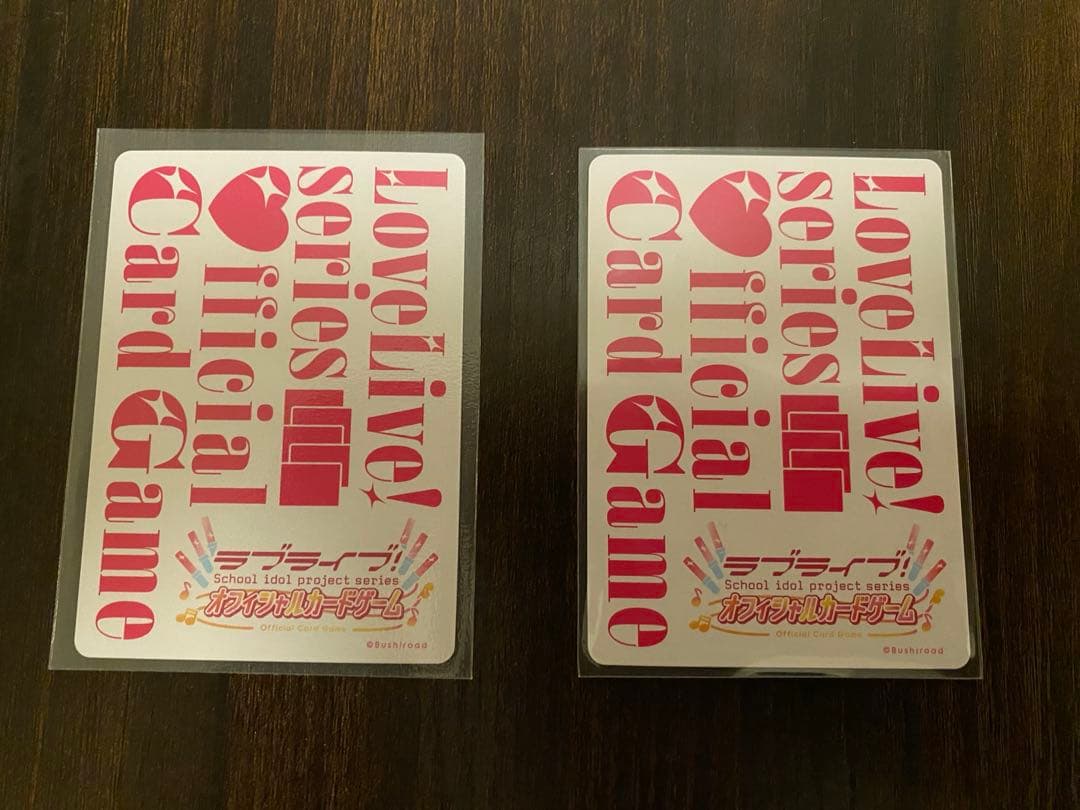 LoveLive!
series
Official
Card Game
ラブライブ!
School idol project series
オフィシャルカードゲーム
Official Card Game
©Bushiroad
LoveLive!
series
Official
Card Game
ラブライブ!
School idol project series
オフィシャルカードゲーム
Official Card Game
©Bushiroad